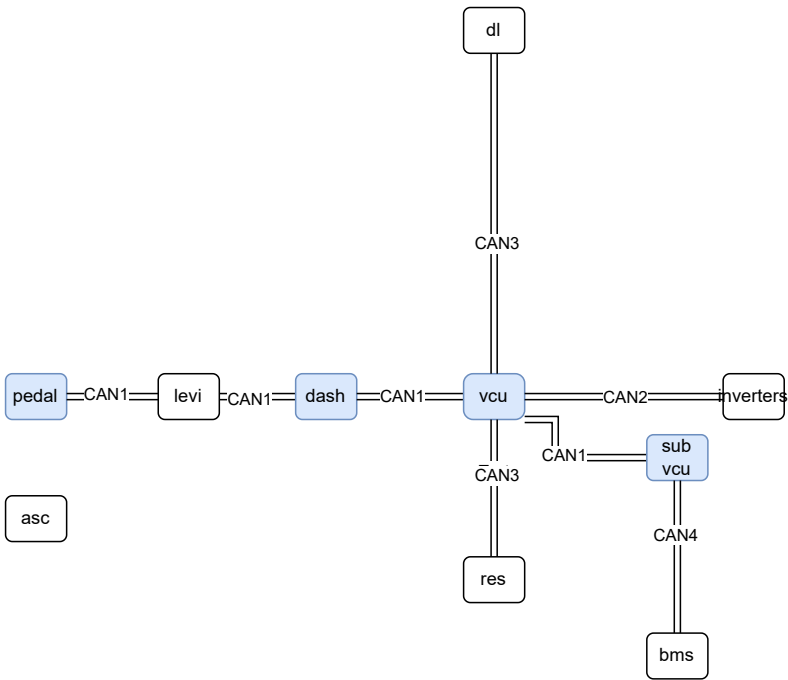 dl
CAN3
pedal
CAN1
levi
CAN1
dash
CAN1
vcu
CAN2
inverters
CAN1
sub
vcu
CAN3
asc
CAN4
res
bms